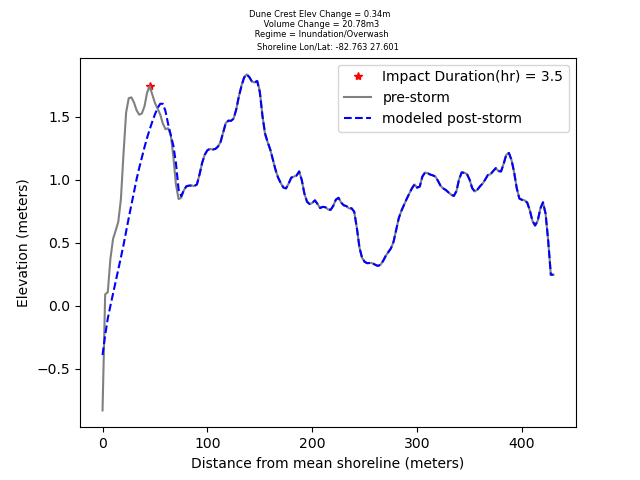 Dune Crest Elev Change = 0.34m
Volume Change = 20.78m3
Regime = Inundation/Overwash
Shoreline Lon/Lat: -82.763 27.601
Impact Duration(hr) = 3.5
pre-storm
modeled post-storm
1.5
1.0
0.5
0.0
−0.5
Elevation (meters)
0 100 200 300 400
Distance from mean shoreline (meters)